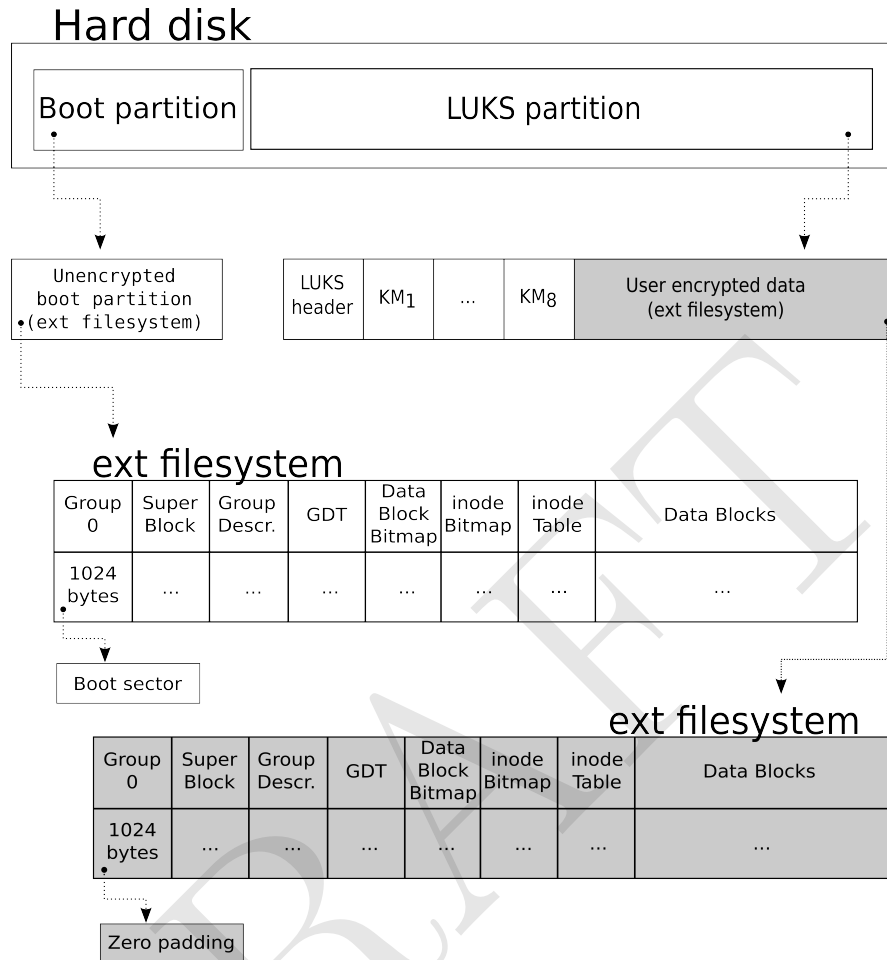 Hard disk
Boot partition
LUKS partition
Unencrypted
boot partition
(ext filesystem)
LUKS
header
KM1
...
KM8
User encrypted data
(ext filesystem)
ext filesystem
Group
0
Super
Block
Group
Descr.
GDT
Data
Block
Bitmap
inode
Bitmap
inode
Table
Data Blocks
1024
bytes
...
...
...
...
...
...
...
Boot sector
ext filesystem
Group
0
Super
Block
Group
Descr.
GDT
Data
Block
Bitmap
inode
Bitmap
inode
Table
Data Blocks
1024
bytes
...
...
...
...
...
...
...
Zero padding
RAFT